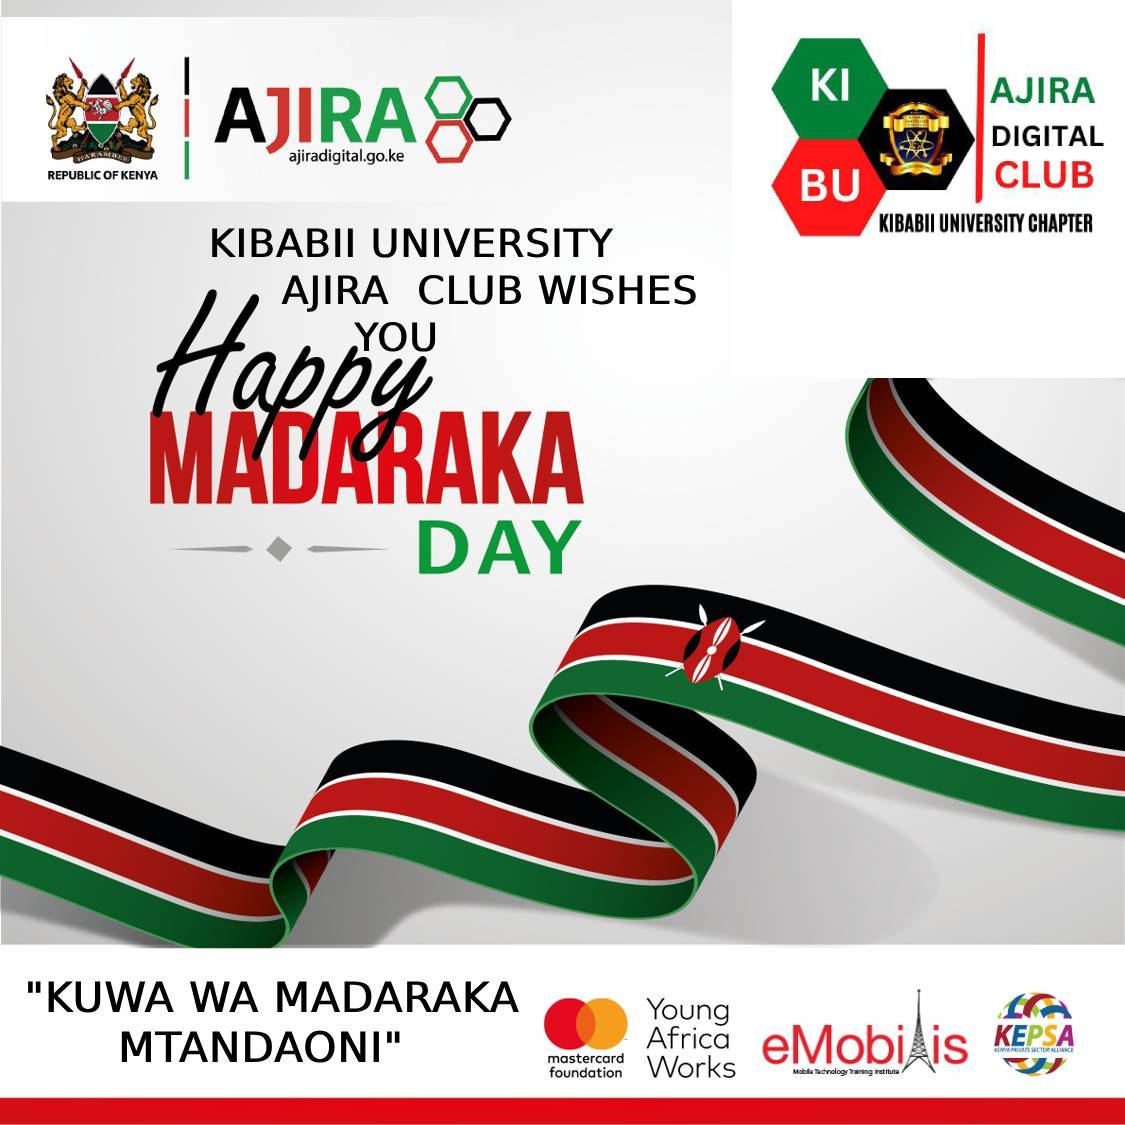 HARAMBEE
REPUBLIC OF KENYA
AJIRA
ajiradigital.go.ke
KI
BU
AJIRA
DIGITAL
CLUB
KIBABII UNIVERSITY CHAPTER
KIBABII UNIVERSITY
AJIRA CLUB WISHES
YOU
Happy
MADARAKA
DAY
"KUWA WA MADARAKA
MTANDAONI"
mastercard
foundation
Young
Africa
Works
eMobilis
Mobile Technology Training Institute
KEPSA
KENYA PRIVATE SECTOR ALLIANCE